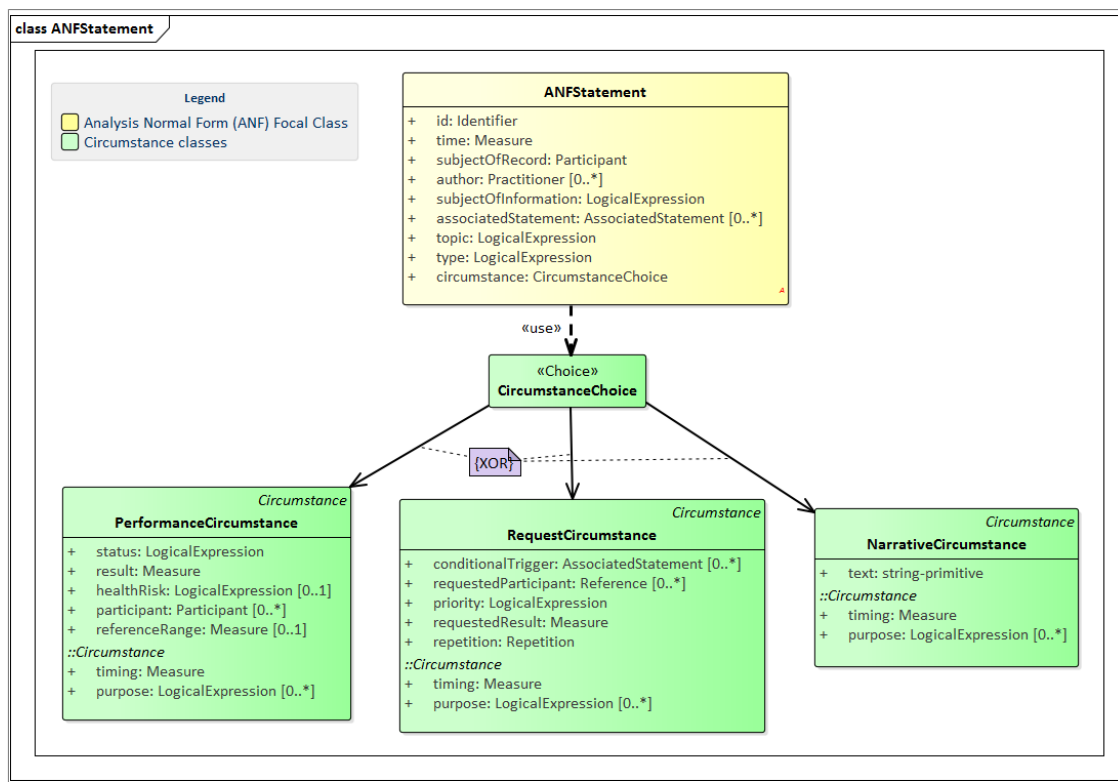 class ANFStatement
Legend
Analysis Normal Form (ANF) Focal Class
Circumstance classes
ANFStatement
+ id: Identifier
+ time: Measure
+ subjectOfRecord: Participant
+ author: Practitioner [0..*]
+ subjectOfInformation: LogicalExpression
+ associatedStatement: AssociatedStatement [0..*]
+ topic: LogicalExpression
+ type: LogicalExpression
+ circumstance: CircumstanceChoice
A
«use»
«Choice»
CircumstanceChoice
{XOR}
Circumstance
PerformanceCircumstance
+ status: LogicalExpression
+ result: Measure
+ healthRisk: LogicalExpression [0..1]
+ participant: Participant [0..*]
+ referenceRange: Measure [0..1]
::Circumstance
+ timing: Measure
+ purpose: LogicalExpression [0..*]
Circumstance
RequestCircumstance
+ conditionalTrigger: AssociatedStatement [0..*]
+ requestedParticipant: Reference [0..*]
+ priority: LogicalExpression
+ requestedResult: Measure
+ repetition: Repetition
::Circumstance
+ timing: Measure
+ purpose: LogicalExpression [0..*]
Circumstance
NarrativeCircumstance
+ text: string-primitive
::Circumstance
+ timing: Measure
+ purpose: LogicalExpression [0..*]